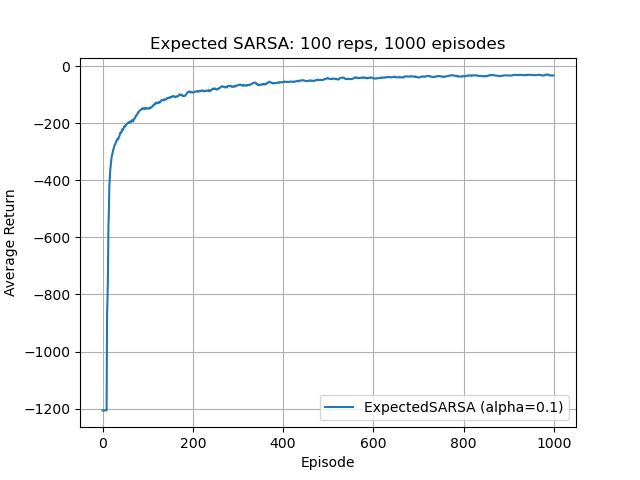 Expected SARSA: 100 reps, 1000 episodes
0
−200
−400
−600
−800
−1000
−1200
Average Return
ExpectedSARSA (alpha=0.1)
0 200 400 600 800 1000
Episode